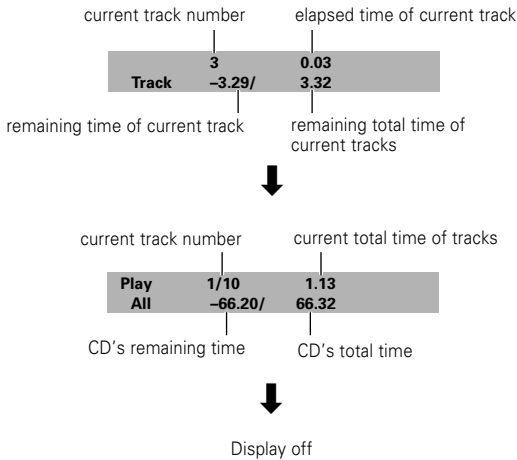 current track number elapsed time of current track
3 0.03
Track –3.29/ 3.32
remaining time of current track remaining total time of
current tracks
current track number current total time of tracks
Play 1/10 1.13
All –66.20/ 66.32
CD's remaining time CD's total time
Display off